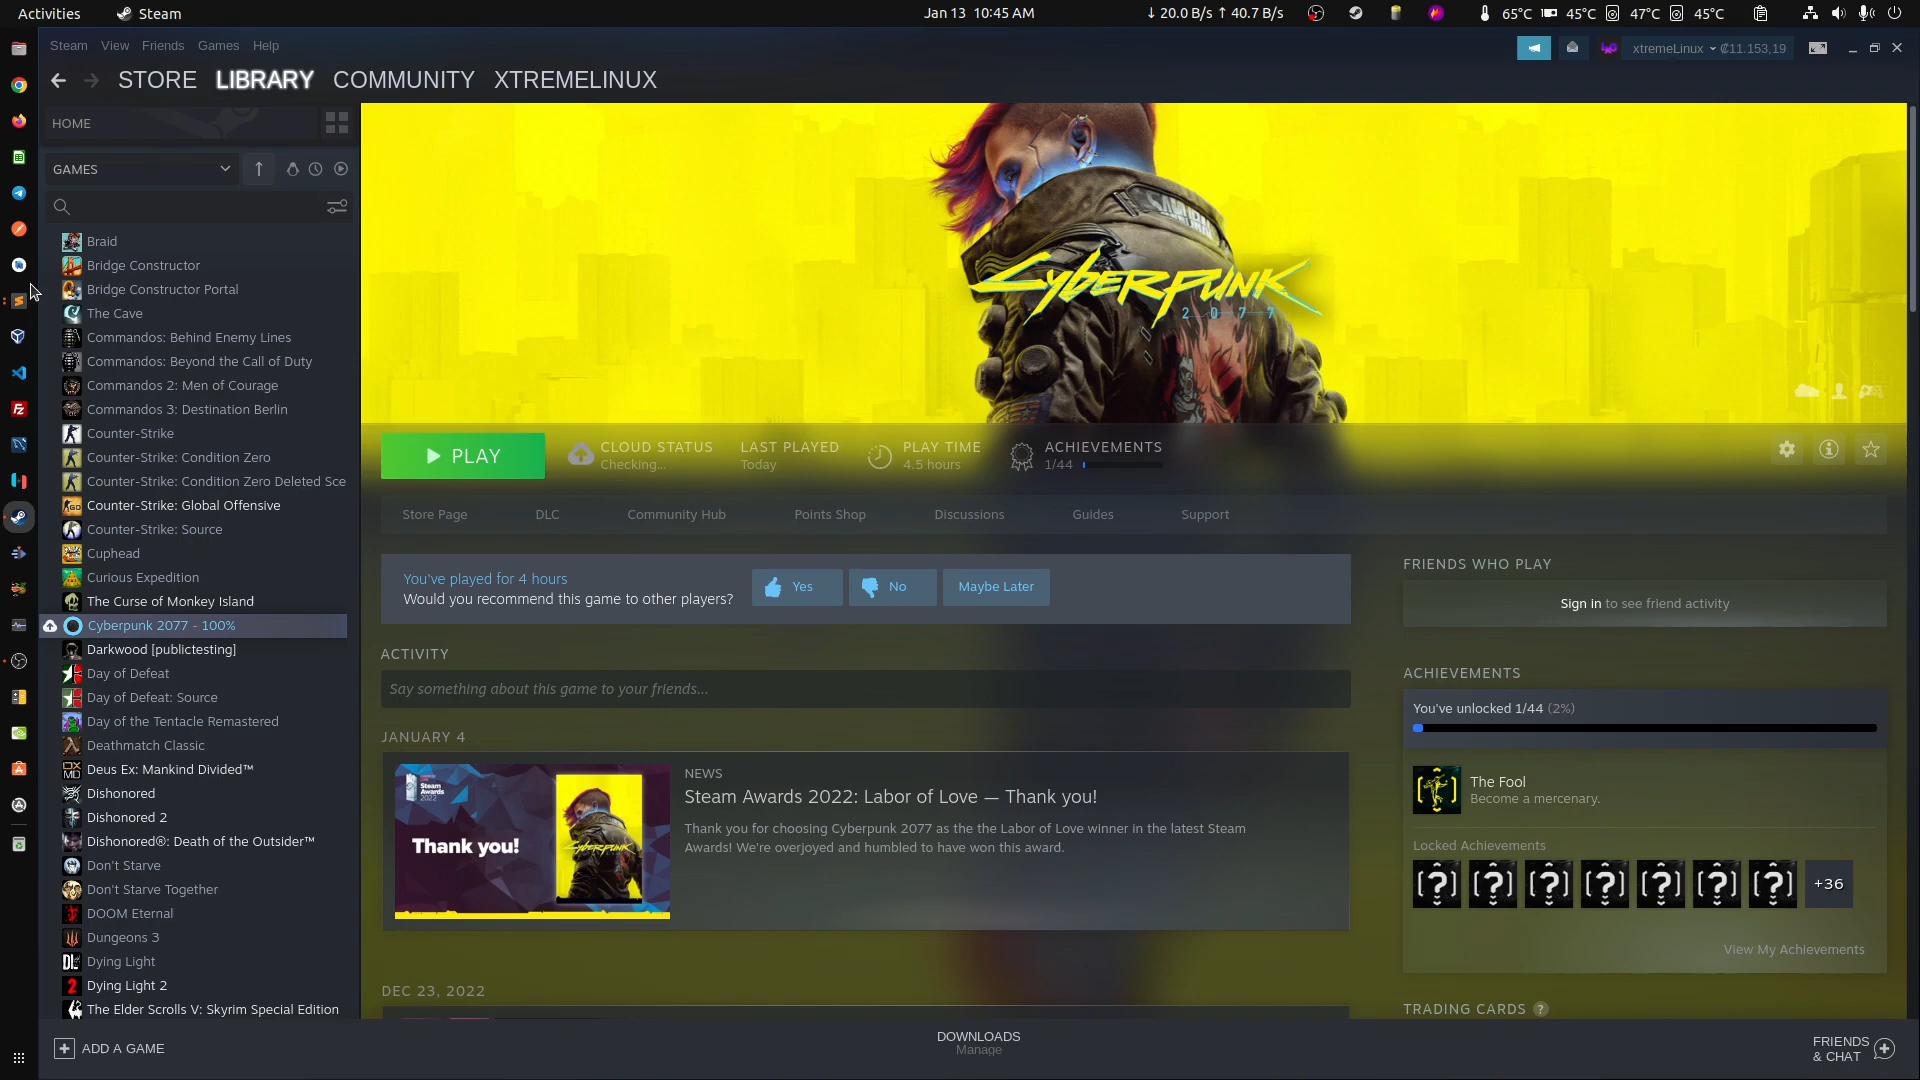 Activities
Steam
Jan 13 10:45 AM
↓ 20.0 B/s ↑ 40.7 B/s
65°C
45°C
47°C
45°C
Steam View Friends Games Help
xtremeLinux
₡11.153,19
STORE LIBRARY COMMUNITY XTREMELINUX
HOME
GAMES
Braid
Bridge Constructor
Bridge Constructor Portal
The Cave
Commandos: Behind Enemy Lines
Commandos: Beyond the Call of Duty
Commandos 2: Men of Courage
Commandos 3: Destination Berlin
Counter-Strike
Counter-Strike: Condition Zero
Counter-Strike: Condition Zero Deleted Sce
Counter-Strike: Global Offensive
Counter-Strike: Source
Cuphead
Curious Expedition
The Curse of Monkey Island
Cyberpunk 2077 - 100%
Darkwood [publictesting]
Day of Defeat
Day of Defeat: Source
Day of the Tentacle Remastered
Deathmatch Classic
Deus Ex: Mankind Divided™
Dishonored
Dishonored 2
Dishonored®: Death of the Outsider™
Don't Starve
Don't Starve Together
DOOM Eternal
Dungeons 3
Dying Light
Dying Light 2
The Elder Scrolls V: Skyrim Special Edition
ADD A GAME
SAMURAI
Cyberpunk
2077
PLAY
CLOUD STATUS
Checking...
LAST PLAYED
Today
PLAY TIME
4.5 hours
ACHIEVEMENTS
1/44
Store Page DLC Community Hub Points Shop Discussions Guides Support
You've played for 4 hours
Would you recommend this game to other players?
Yes
No
Maybe Later
ACTIVITY
Say something about this game to your friends...
JANUARY 4
Steam Awards 2022
Thank you!
Cyberpunk
NEWS
Steam Awards 2022: Labor of Love — Thank you!
Thank you for choosing Cyberpunk 2077 as the the Labor of Love winner in the latest Steam
Awards! We're overjoyed and humbled to have won this award.
DEC 23, 2022
FRIENDS WHO PLAY
Sign in to see friend activity
ACHIEVEMENTS
You've unlocked 1/44 (2%)
The Fool
Become a mercenary.
Locked Achievements
+36
View My Achievements
TRADING CARDS ?
DOWNLOADS
Manage
FRIENDS
& CHAT